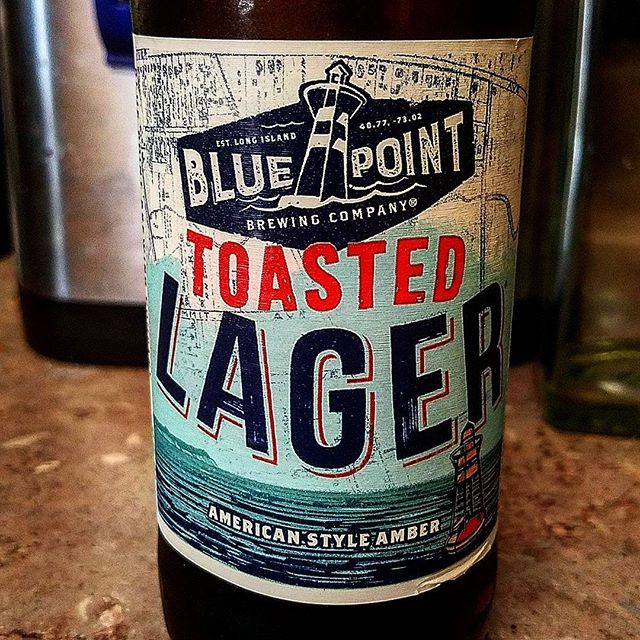 EST. LONG ISLAND 40.77, -73.02
BLUE POINT
BREWING COMPANY®
TOASTED
LAGER
AMERICAN STYLE AMBER